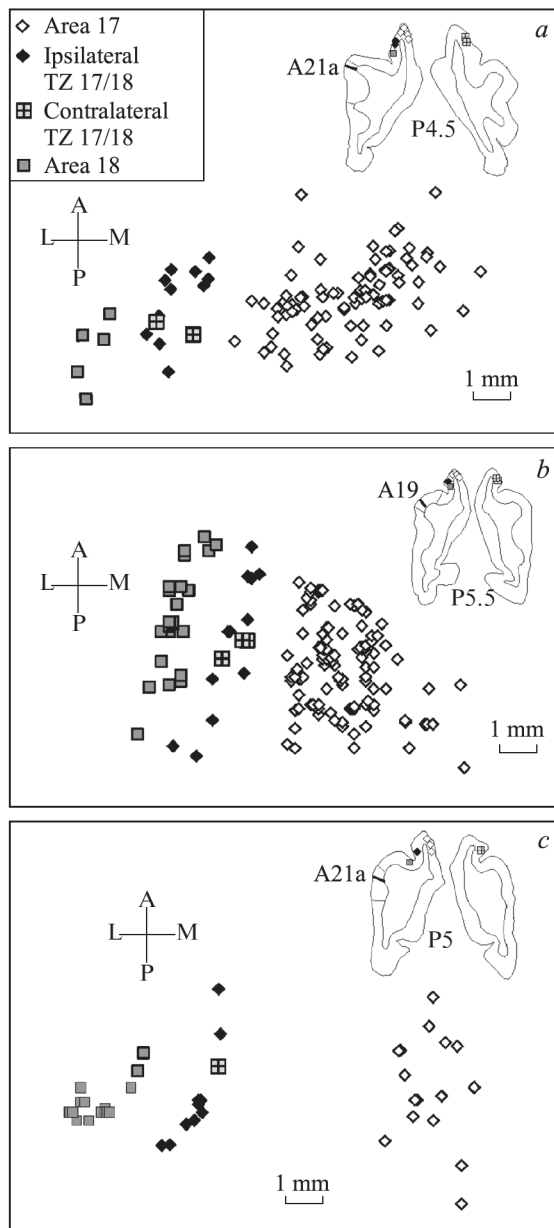 a
Area 17
Ipsilateral
TZ 17/18
Contralateral
TZ 17/18
Area 18
A21a
P4.5
A
L M
P
1 mm
b
A19
P5.5
A
L M
P
1 mm
c
A21a
P5
A
L M
P
1 mm